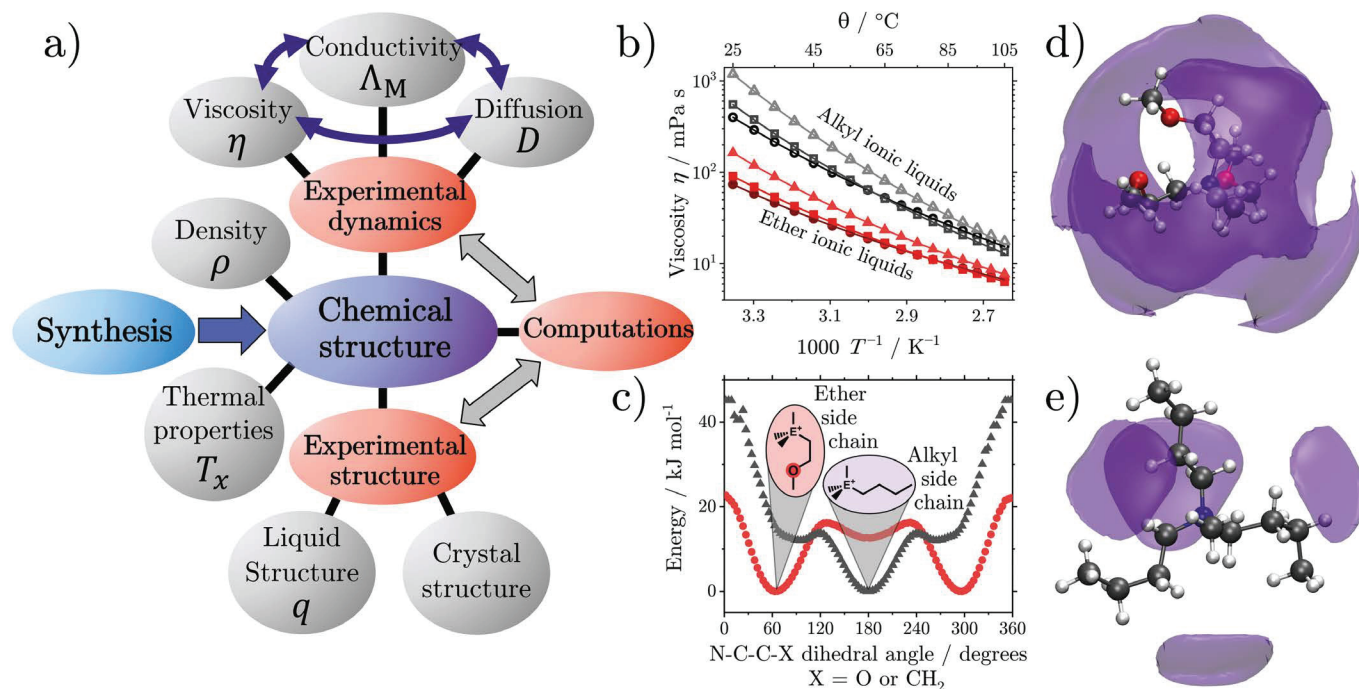 a)
Conductivity
Λ_M
Viscosity
η
Diffusion
D
Experimental
dynamics
Density
ρ
Synthesis
Chemical
structure
Computations
Thermal
properties
T_x
Experimental
structure
Liquid
Structure
q
Crystal
structure
b)
θ / °C
25 45 65 85 105
Viscosity η / mPa s
10³
10²
10¹
Alkyl ionic liquids
Ether ionic liquids
3.3 3.1 2.9 2.7
1000 T⁻¹ / K⁻¹
c)
Energy / kJ mol⁻¹
40
20
0
Ether
side
chain
E⁺
O
Alkyl
side
chain
E⁺
0 60 120 180 240 300 360
N-C-C-X dihedral angle / degrees
X = O or CH₂
d)
e)